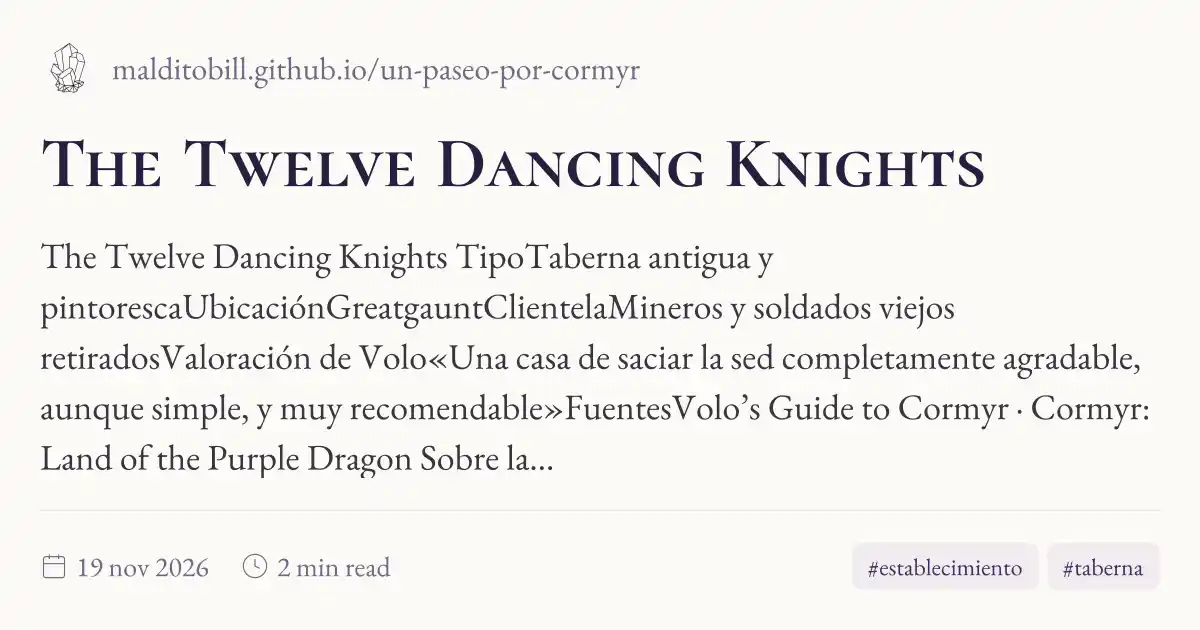 malditobill.github.io/un-paseo-por-cormyr
The Twelve Dancing Knights
The Twelve Dancing Knights TipoTaberna antigua y
pintorescaUbicaciónGreatgauntClientelaMineros y soldados viejos
retiradosValoración de Volo«Una casa de saciar la sed completamente agradable,
aunque simple, y muy recomendable»FuentesVolo’s Guide to Cormyr · Cormyr:
Land of the Purple Dragon Sobre la...
19 nov 2026 2 min read #establecimiento #taberna